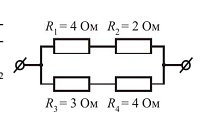 R₁ = 4 Ом R₂ = 2 Ом
R₃ = 3 Ом R₄ = 4 Ом